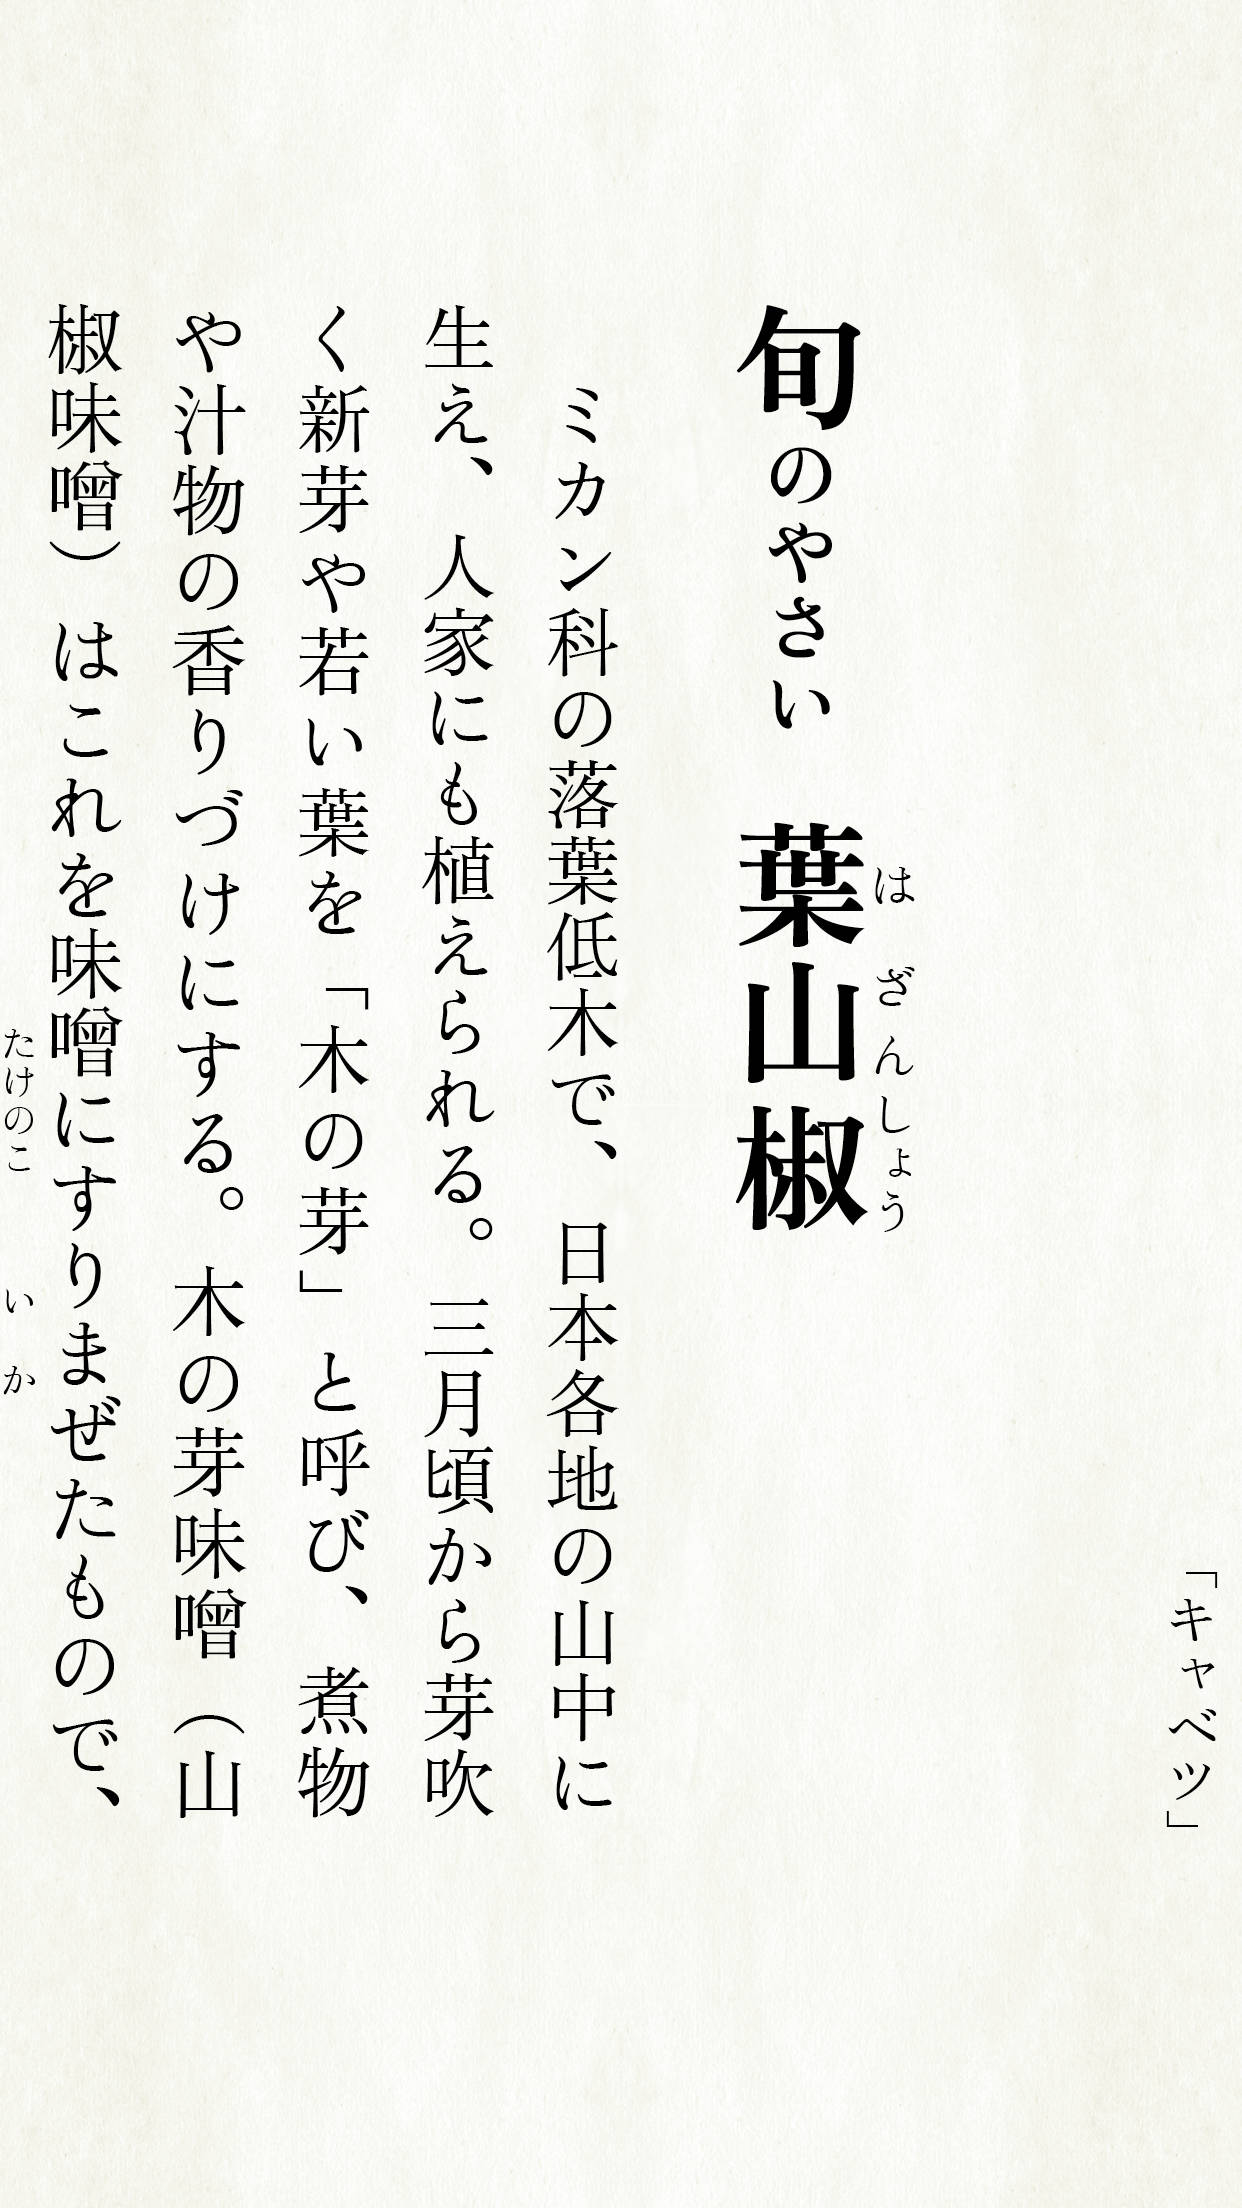 「キャベツ」
旬のやさい　葉山椒
はざんしょう
ミカン科の落葉低木で、日本各地の山中に
生え、人家にも植えられる。三月頃から芽吹
く新芽や若い葉を「木の芽」と呼び、煮物
や汁物の香りづけにする。木の芽味噌（山
椒味噌）はこれを味噌にすりまぜたもので、
たけのこ　いか